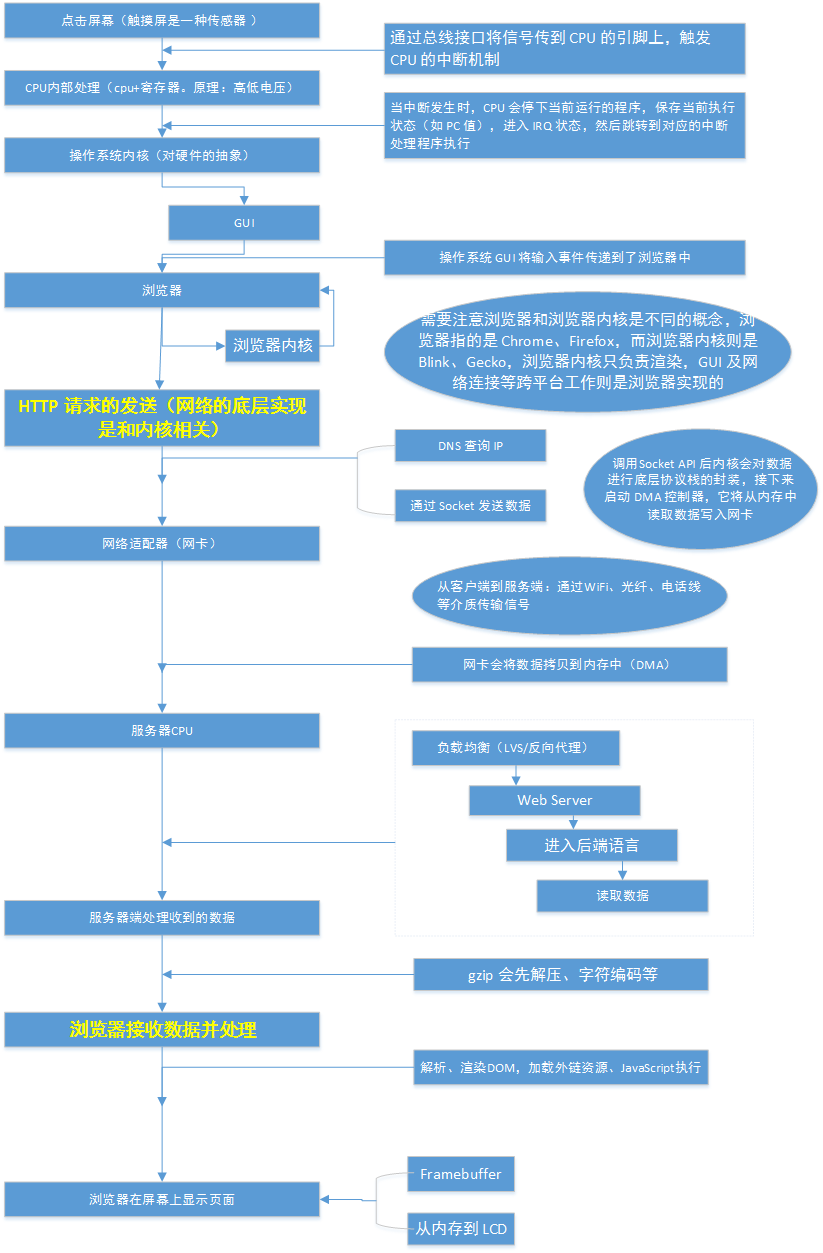 点击屏幕（触摸屏是一种传感器 ）
通过总线接口将信号传到 CPU 的引脚上，触发
CPU 的中断机制
CPU内部处理（cpu+寄存器。原理：高低电压）
当中断发生时，CPU 会停下当前运行的程序，保存当前执行
状态（如 PC 值），进入 IRQ 状态，然后跳转到对应的中断
处理程序执行
操作系统内核（对硬件的抽象）
GUI
操作系统 GUI 将输入事件传递到了浏览器中
浏览器
浏览器内核
需要注意浏览器和浏览器内核是不同的概念，浏
览器指的是 Chrome、Firefox，而浏览器内核则是
Blink、Gecko，浏览器内核只负责渲染，GUI 及网
络连接等跨平台工作则是浏览器实现的
HTTP 请求的发送（网络的底层实现
是和内核相关）
DNS 查询 IP
通过 Socket 发送数据
调用Socket API 后内核会对数据
进行底层协议栈的封装，接下来
启动 DMA 控制器，它将从内存中
读取数据写入网卡
网络适配器（网卡）
从客户端到服务端：通过WiFi、光纤、电话线
等介质传输信号
网卡会将数据拷贝到内存中（DMA）
服务器CPU
负载均衡（LVS/反向代理）
Web Server
进入后端语言
读取数据
服务器端处理收到的数据
gzip 会先解压、字符编码等
浏览器接收数据并处理
解析、渲染DOM，加载外链资源、JavaScript执行
Framebuffer
浏览器在屏幕上显示页面
从内存到 LCD